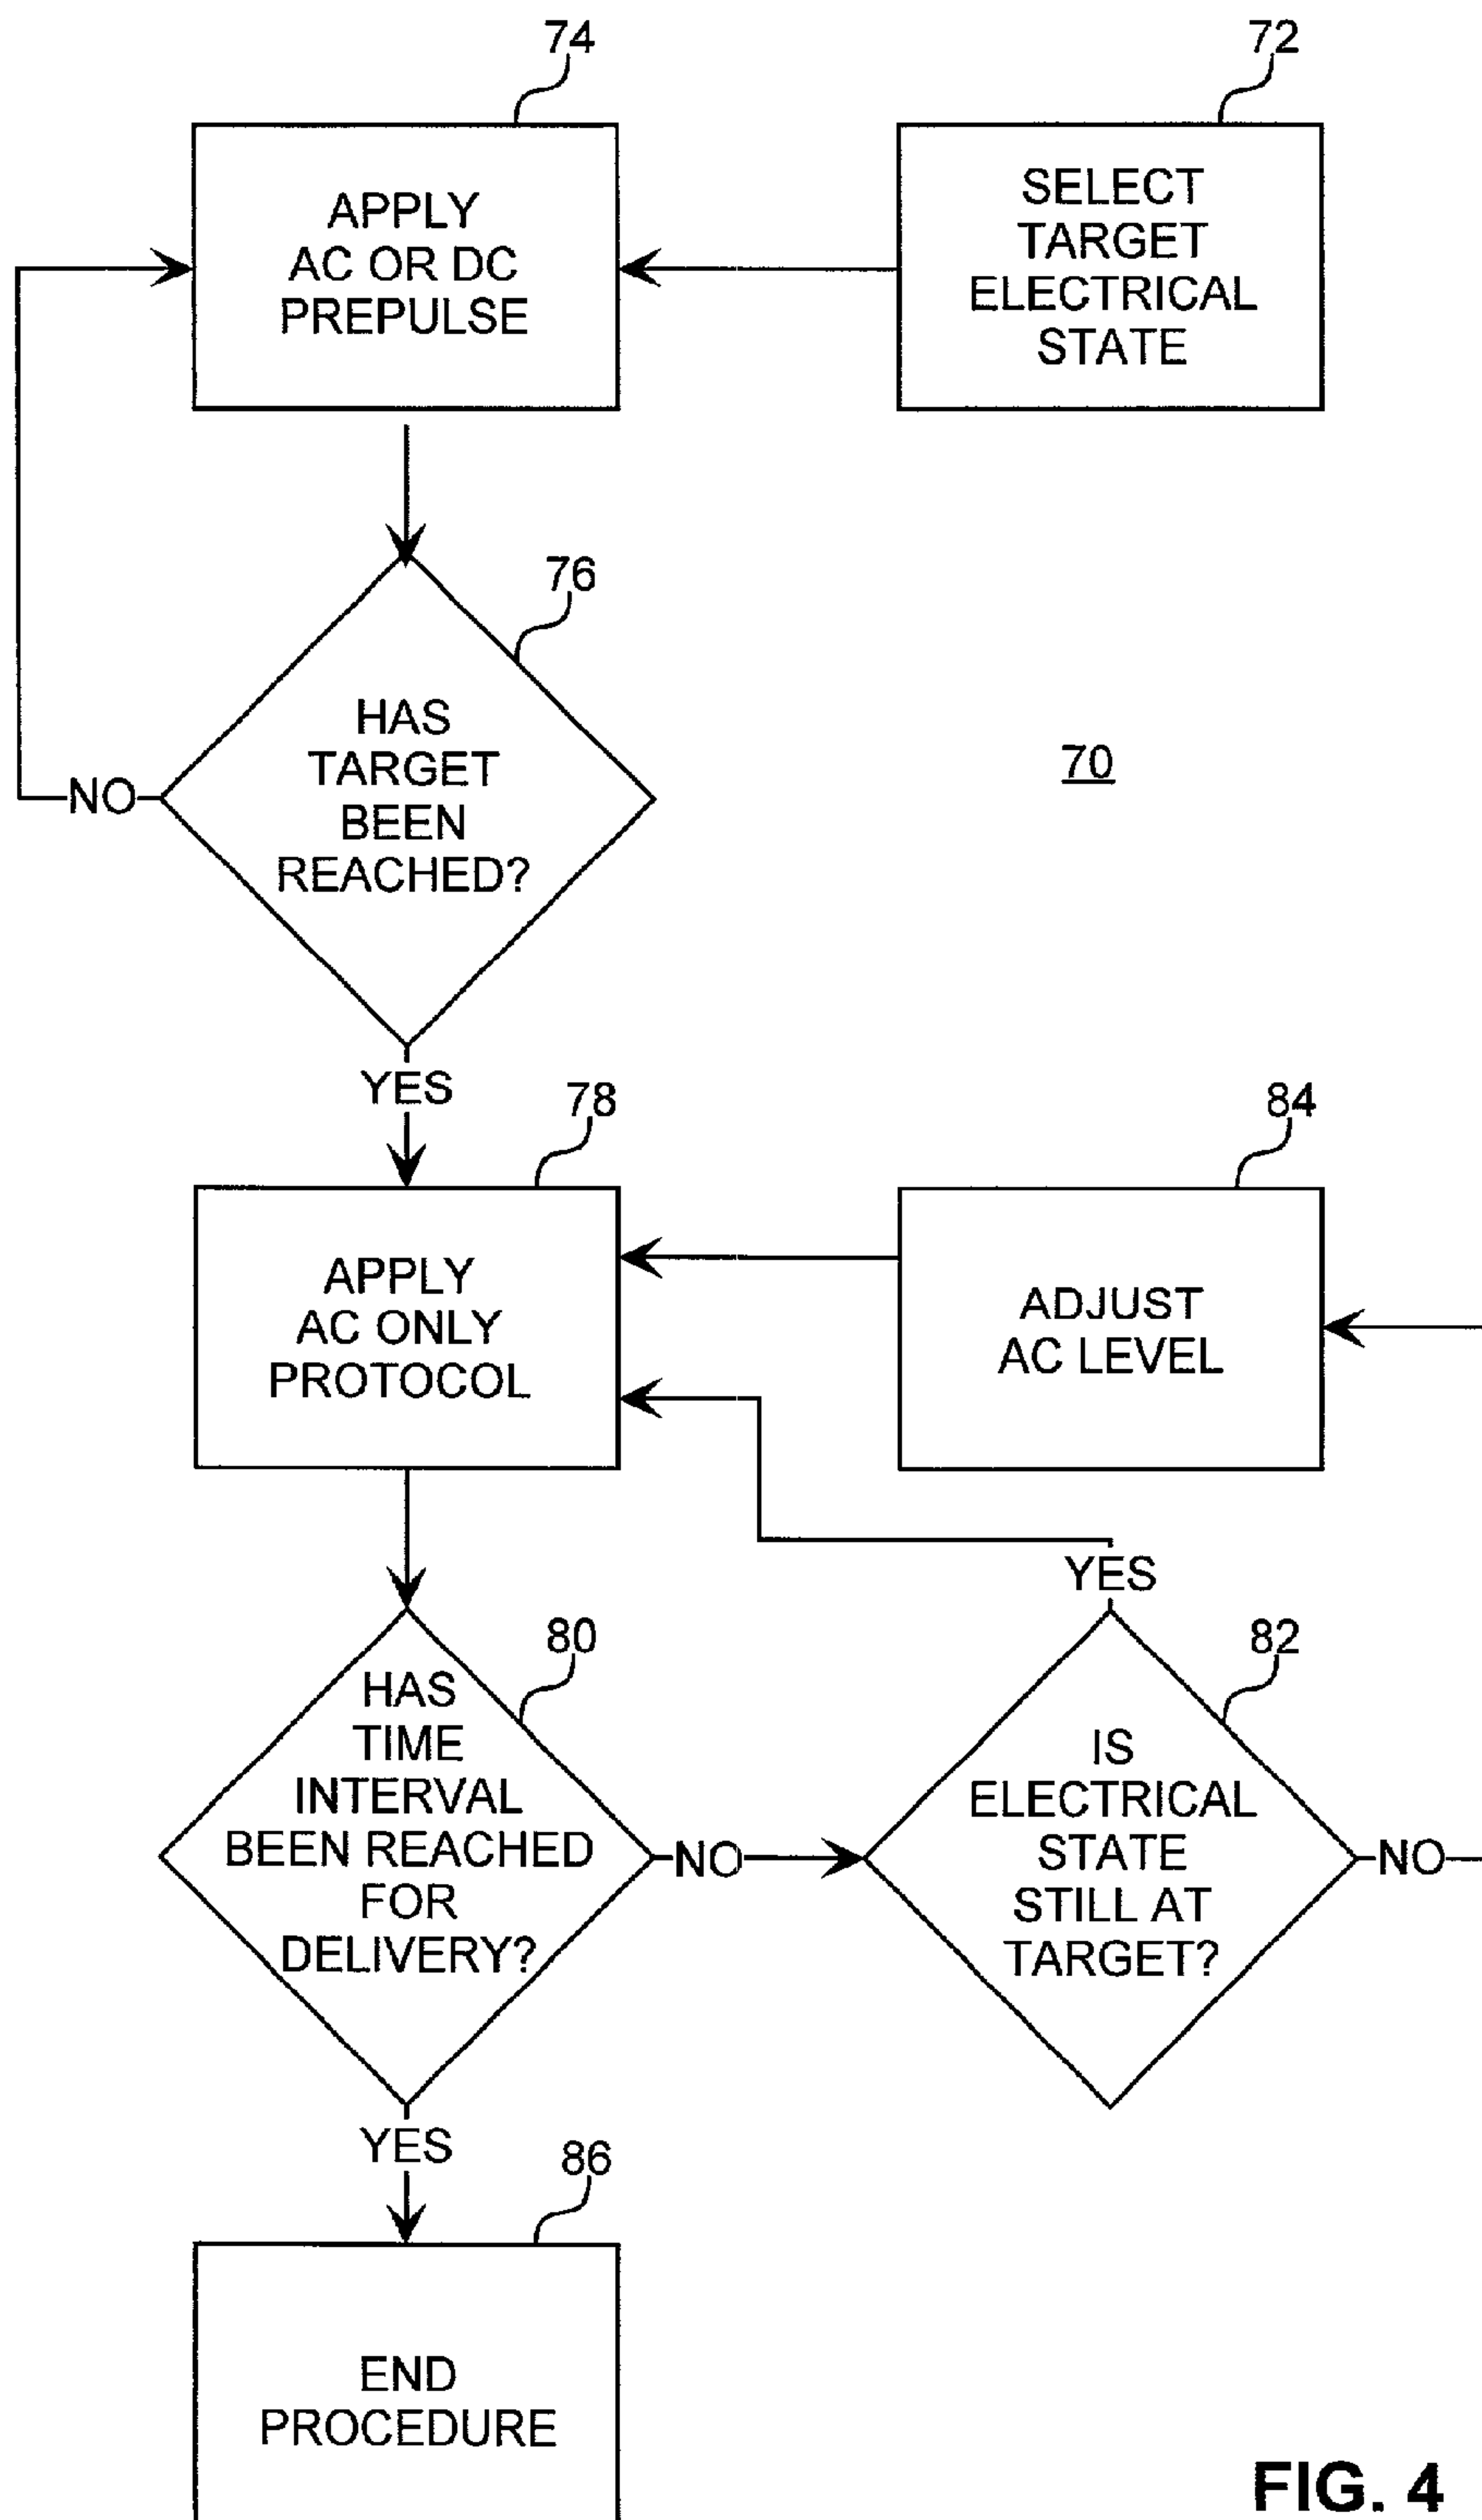 74
72
APPLY
AC OR DC
PREPULSE
SELECT
TARGET
ELECTRICAL
STATE
76
HAS
TARGET
BEEN
REACHED?
NO
70
YES
78
84
APPLY
AC ONLY
PROTOCOL
ADJUST
AC LEVEL
YES
80
82
HAS
TIME
INTERVAL
BEEN REACHED
FOR
DELIVERY?
NO
IS
ELECTRICAL
STATE
STILL AT
TARGET?
NO
YES
86
END
PROCEDURE
FIG. 4